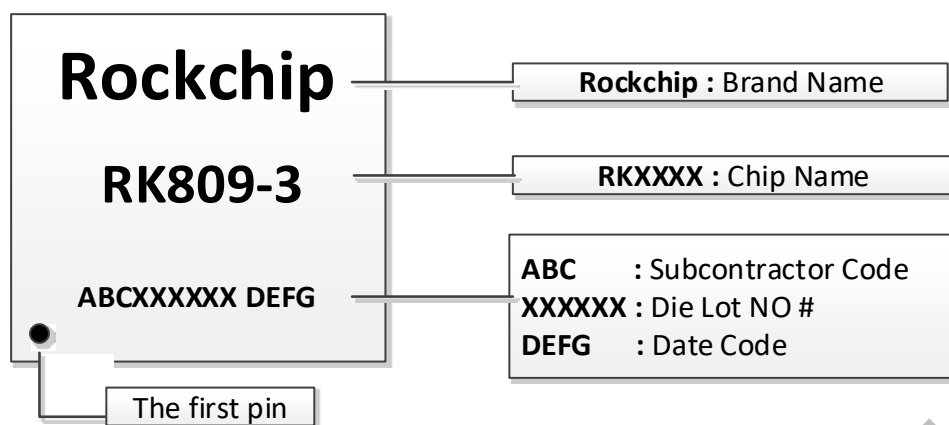 Rockchip
Rockchip : Brand Name
RK809-3
RKXXXX : Chip Name
ABCXXXXXX DEFG
ABC : Subcontractor Code
XXXXXX : Die Lot NO #
DEFG : Date Code
The first pin